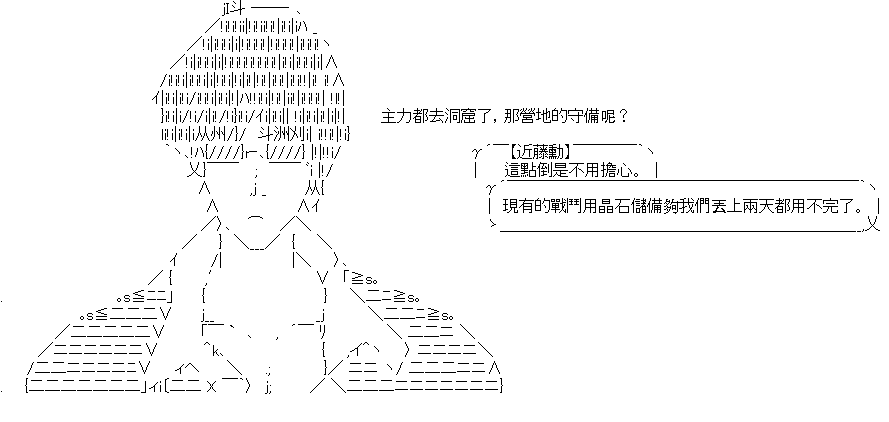 主力都去洞窟了，那營地的守備呢？
【近藤勳】
這點倒是不用擔心。
現有的戰鬥用晶石儲備夠我們丟上兩天都用不完了。